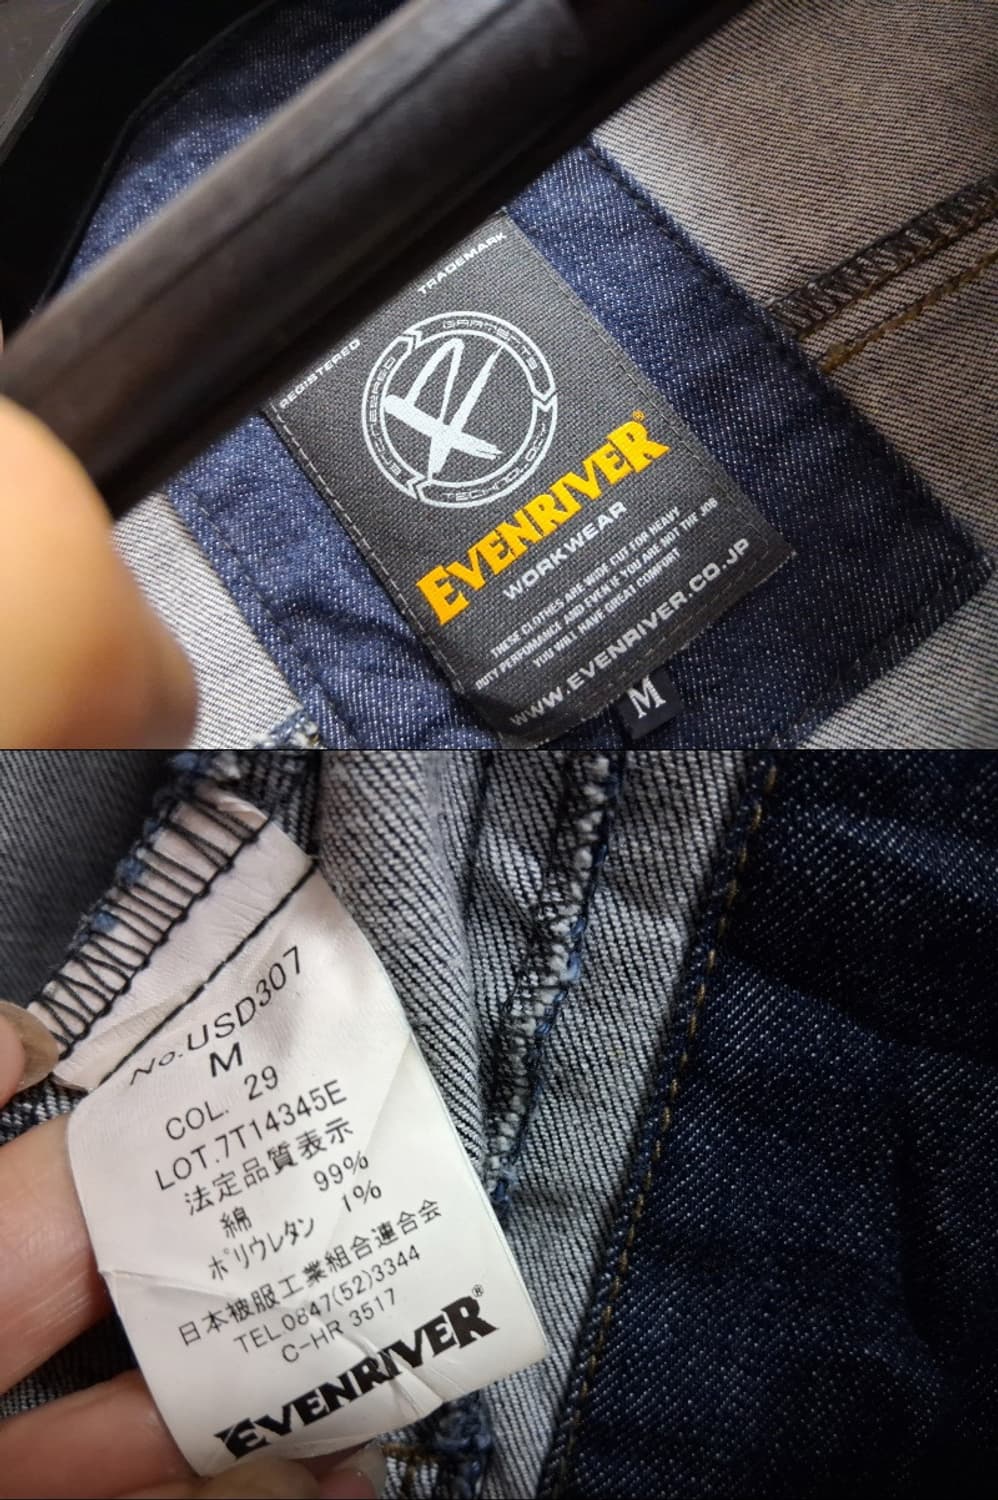 REGISTERED TRADEMARK
GARMENTS
TECHNOLOGY
EVENRIVER®
WORKWEAR
THESE CLOTHES ARE WIDE CUT FOR HEAVY
DUTY PERFUMANCE AND EVEN IF YOU ARE NOT THE JOB
YOU WILL HAVE GREAT COMFORT
WWW.EVENRIVER.CO.JP
M
No.USD307
M
COL. 29
LOT.7T14345E
法定品質表示
綿 99%
ポリウレタン 1%
日本被服工業組合連合会
TEL.0847(52)3344
C-HR 3517
EVENRIVER®